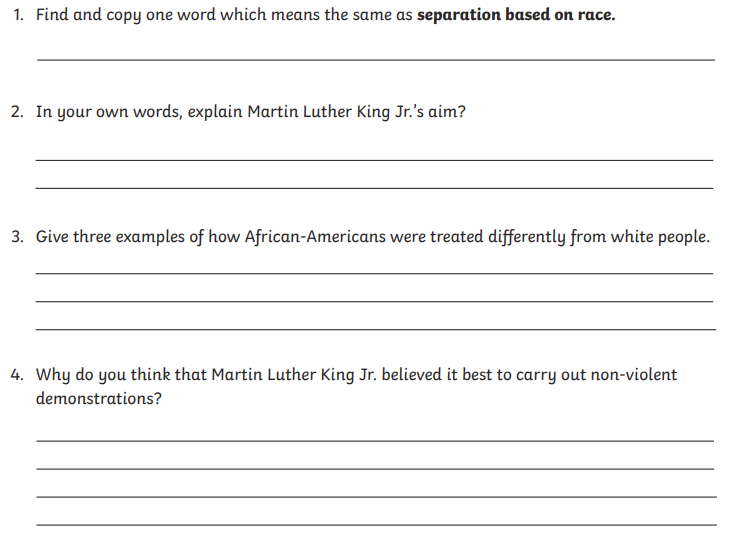 1. Find and copy one word which means the same as separation based on race.
2. In your own words, explain Martin Luther King Jr.'s aim?
3. Give three examples of how African-Americans were treated differently from white people.
4. Why do you think that Martin Luther King Jr. believed it best to carry out non-violent
demonstrations?